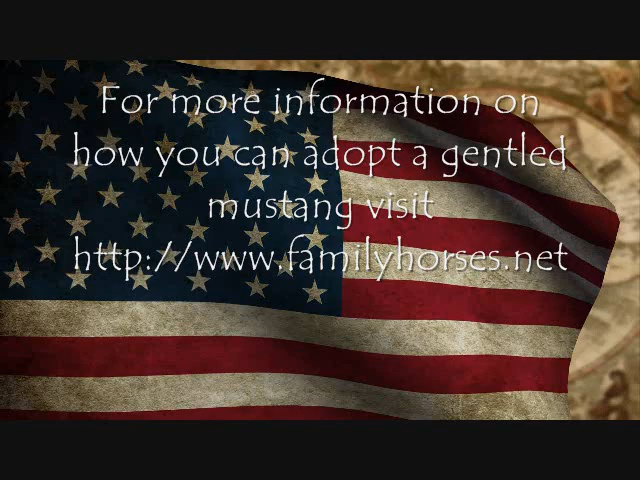 For more information on
how you can adopt a gentled
mustang visit
http://www.familyhorses.net